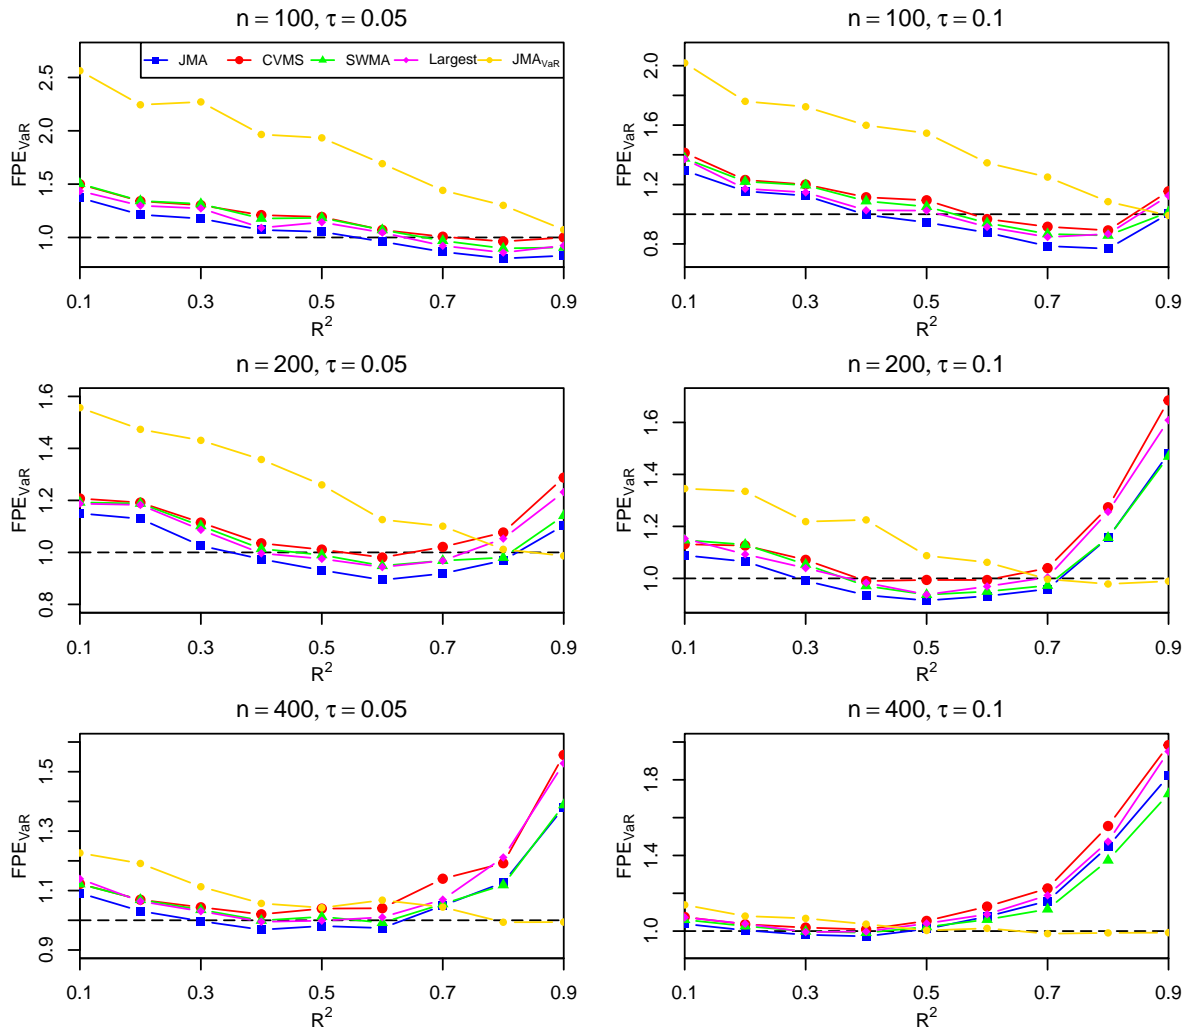 n = 100, τ = 0.05
JMA CVMS SWMA Largest JMA_VaR
FPE_VaR
1.0 1.5 2.0 2.5
0.1 0.3 0.5 0.7 0.9
R²
n = 100, τ = 0.1
FPE_VaR
0.8 1.2 1.6 2.0
0.1 0.3 0.5 0.7 0.9
R²
n = 200, τ = 0.05
FPE_VaR
0.8 1.0 1.2 1.4 1.6
0.1 0.3 0.5 0.7 0.9
R²
n = 200, τ = 0.1
FPE_VaR
1.0 1.2 1.4 1.6
0.1 0.3 0.5 0.7 0.9
R²
n = 400, τ = 0.05
FPE_VaR
0.9 1.1 1.3 1.5
0.1 0.3 0.5 0.7 0.9
R²
n = 400, τ = 0.1
FPE_VaR
1.0 1.4 1.8
0.1 0.3 0.5 0.7 0.9
R²